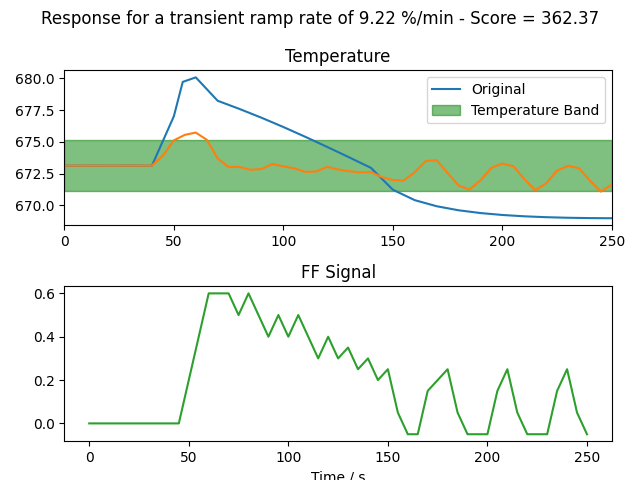 Response for a transient ramp rate of 9.22 %/min - Score = 362.37
Temperature
680.0
677.5
675.0
672.5
670.0
Original
Temperature Band
0 50 100 150 200 250
FF Signal
0.6
0.4
0.2
0.0
0 50 100 150 200 250
Time / s